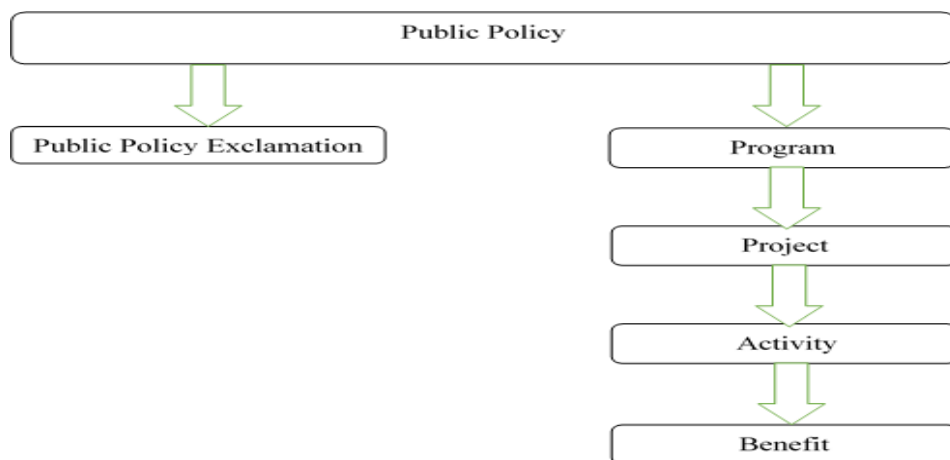 Public Policy
Public Policy Exclamation
Program
Project
Activity
Benefit